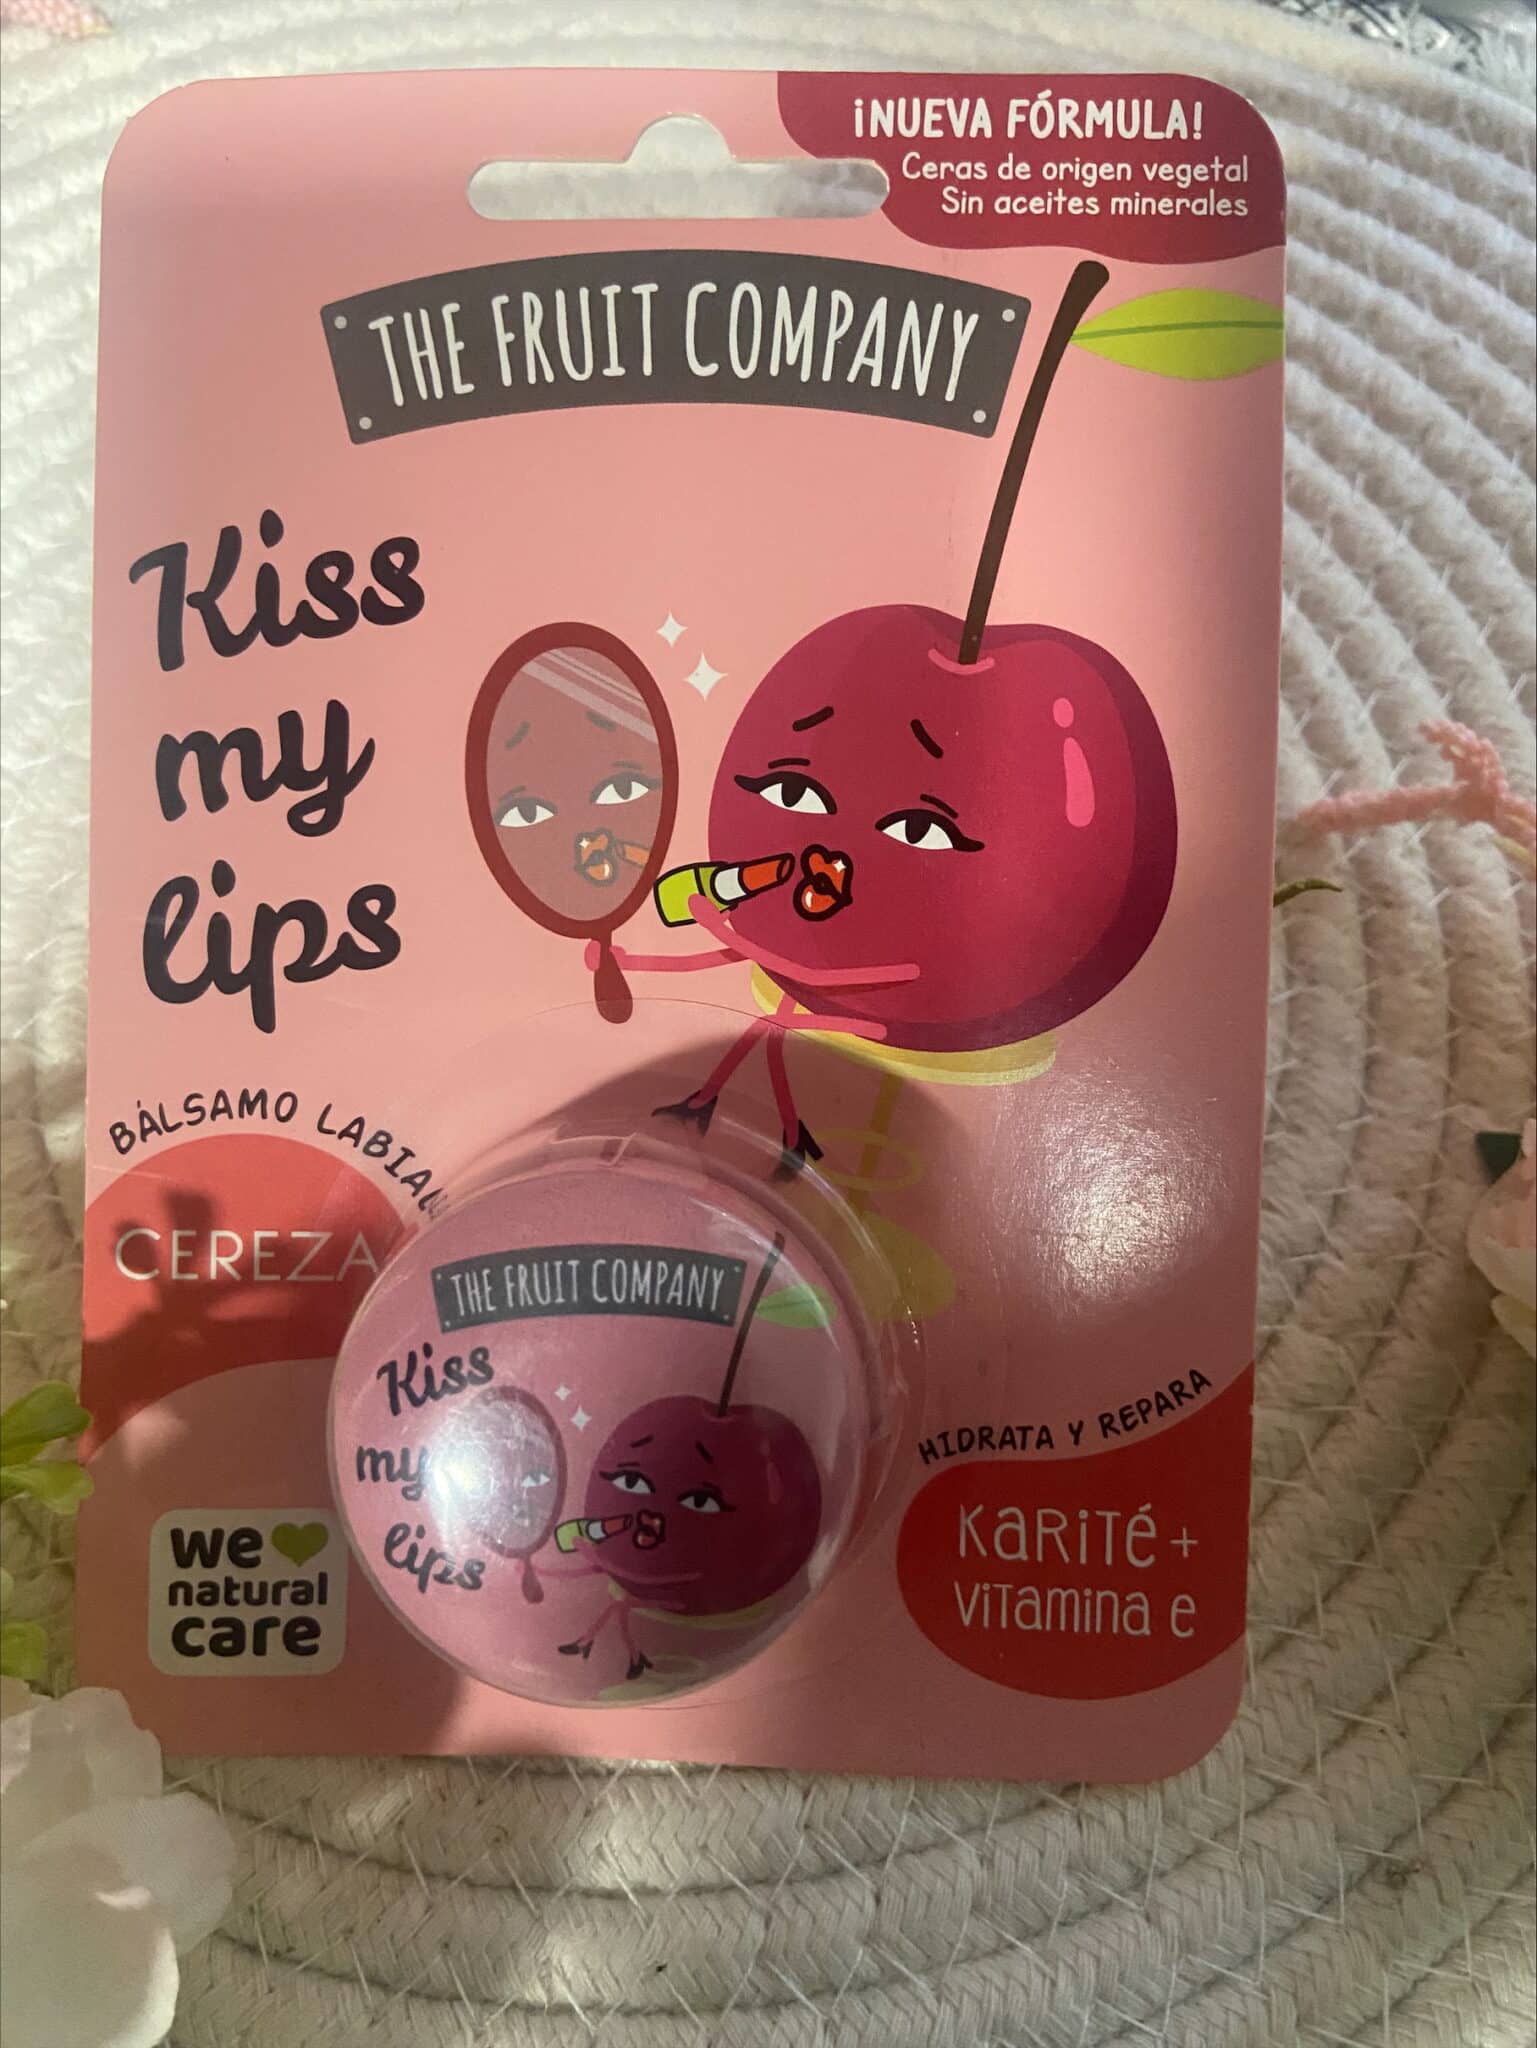 ¡NUEVA FÓRMULA!
Ceras de origen vegetal
Sin aceites minerales
THE FRUIT COMPANY
Kiss
my
lips
BÁLSAMO LABIAL
CEREZA
THE FRUIT COMPANY
Kiss
my
lips
HIDRATA Y REPARA
KaRiTé +
ViTamina e
we
natural
care